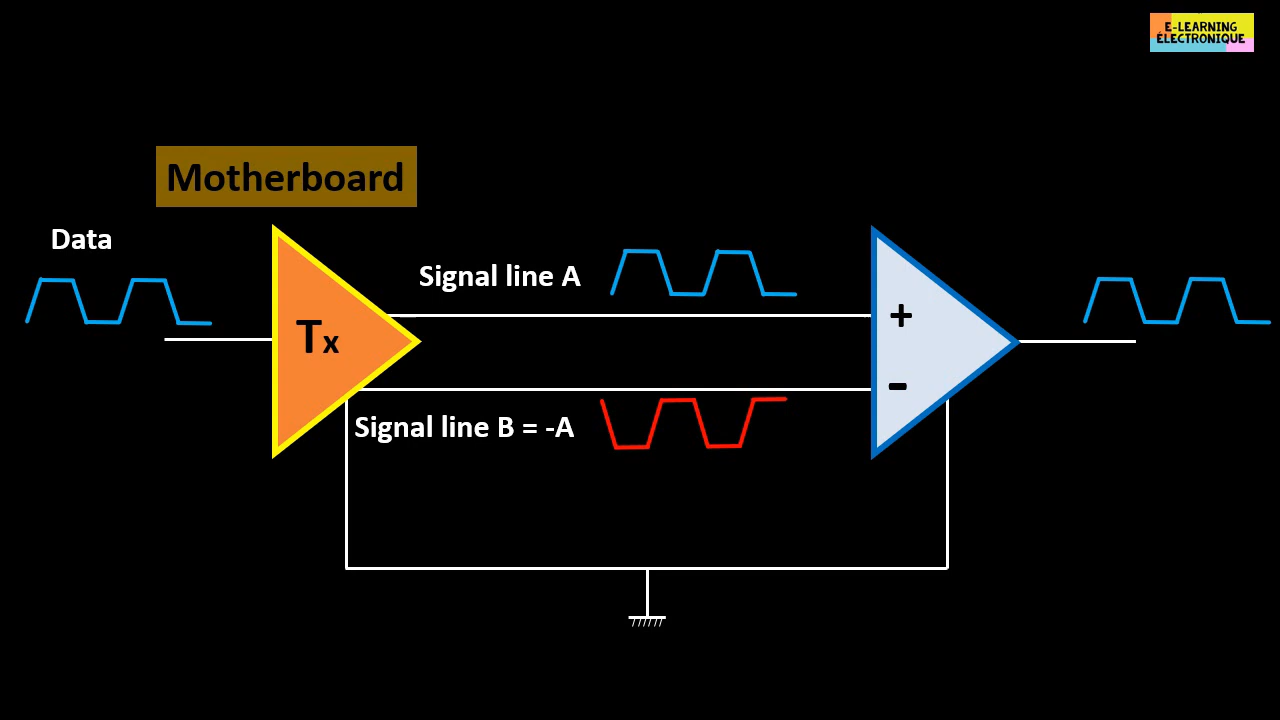 E-LEARNING
ÉLECTRONIQUE
Motherboard
Data
Signal line A
Tx
+
-
Signal line B = -A